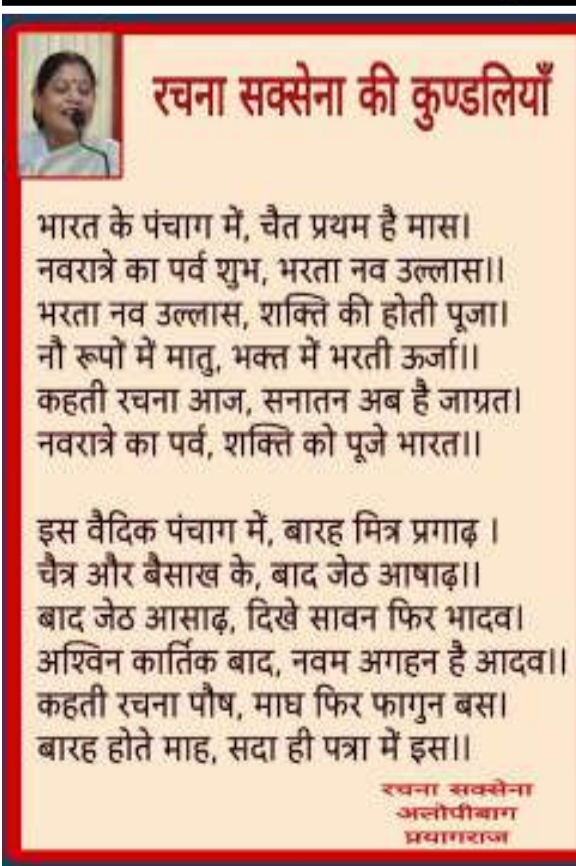 रचना सक्सेना की कुण्डलियाँ
भारत के पंचाग में, चैत प्रथम है मास।
नवरात्रे का पर्व शुभ, भरता नव उल्लास।।
भरता नव उल्लास, शक्ति की होती पूजा।
नौ रूपों में मातु, भक्त में भरती ऊर्जा।।
कहती रचना आज, सनातन अब है जाग्रत।
नवरात्रे का पर्व, शक्ति को पूजे भारत।।
इस वैदिक पंचाग में, बारह मित्र प्रगाढ़ ।
चैत्र और बैसाख के, बाद जेठ आषाढ़।।
बाद जेठ आसाढ़, दिखे सावन फिर भादव।
अश्विन कार्तिक बाद, नवम अगहन है आदव।।
कहती रचना पौष, माघ फिर फागुन बस।
बारह होते माह, सदा ही पत्रा में इस।।
रचना सक्सेना
अलोपीबाग
प्रयागराज